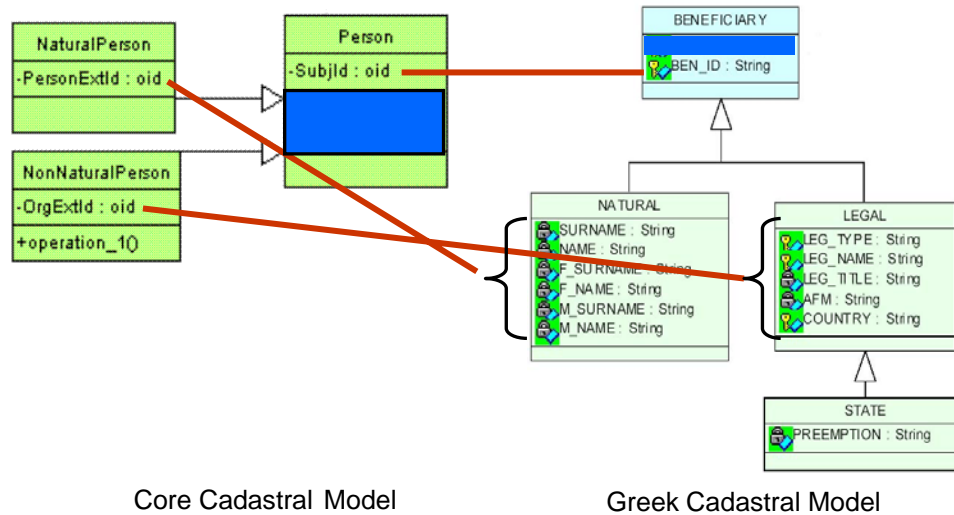 NaturalPerson
-PersonExtId : oid
NonNaturalPerson
-OrgExtId : oid
+operation_1()
Person
-SubjId : oid
BENEFICIARY
BEN_ID : String
NATURAL
SURNAME : String
NAME : String
F_SURNAME : String
F_NAME : String
M_SURNAME : String
M_NAME : String
LEGAL
LEG_TYPE : String
LEG_NAME : String
LEG_TITLE : String
AFM : String
COUNTRY : String
STATE
PREEMPTION : String
Core Cadastral Model
Greek Cadastral Model